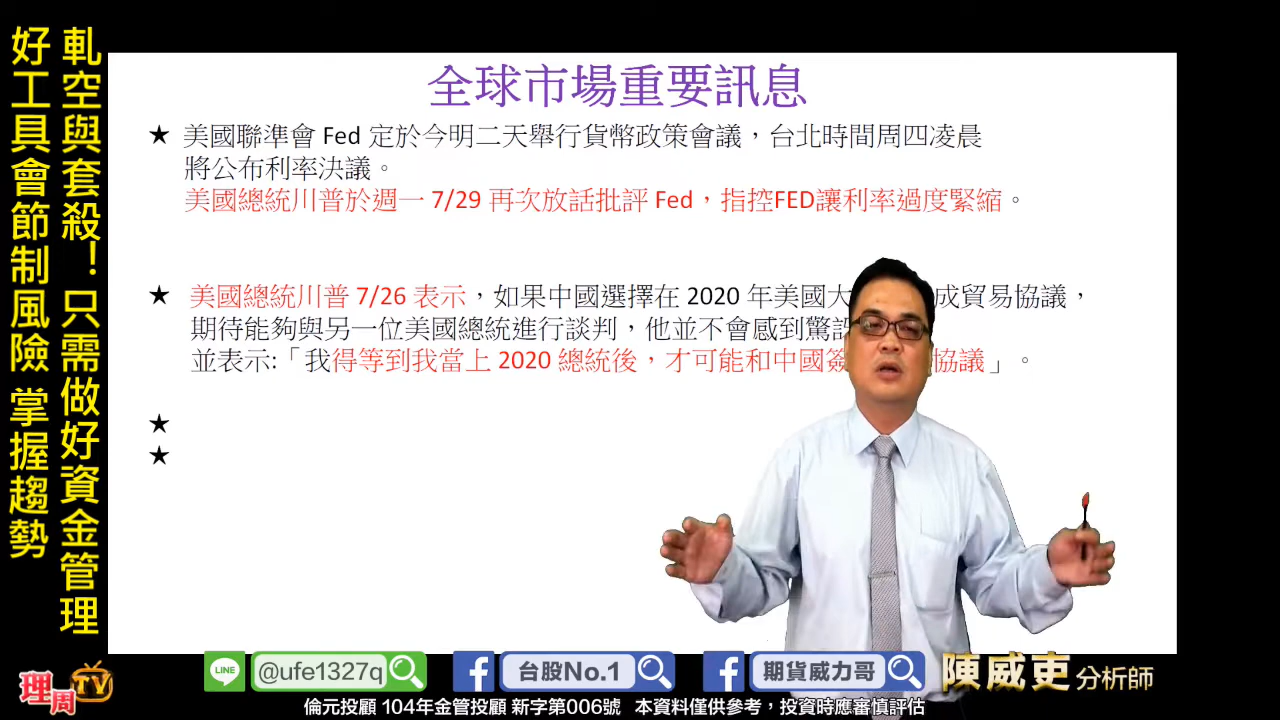 軋空與套殺！只需做好資金管理
好工具會節制風險 掌握趨勢
全球市場重要訊息
★ 美國聯準會 Fed 定於今明二天舉行貨幣政策會議，台北時間周四凌晨
將公布利率決議。
美國總統川普於週一 7/29 再次放話批評 Fed，指控FED讓利率過度緊縮。
★ 美國總統川普 7/26 表示，如果中國選擇在 2020 年美國大 成貿易協議，
期待能夠與另一位美國總統進行談判，他並不會感到驚訝
並表示:「我得等到我當上 2020 總統後，才可能和中國簽 協議」。
★
★
理周TV
LINE @ufe1327q
f 台股No.1
f 期貨威力哥
陳威吏 分析師
倫元投顧 104年金管投顧 新字第006號 本資料僅供參考，投資時應審慎評估